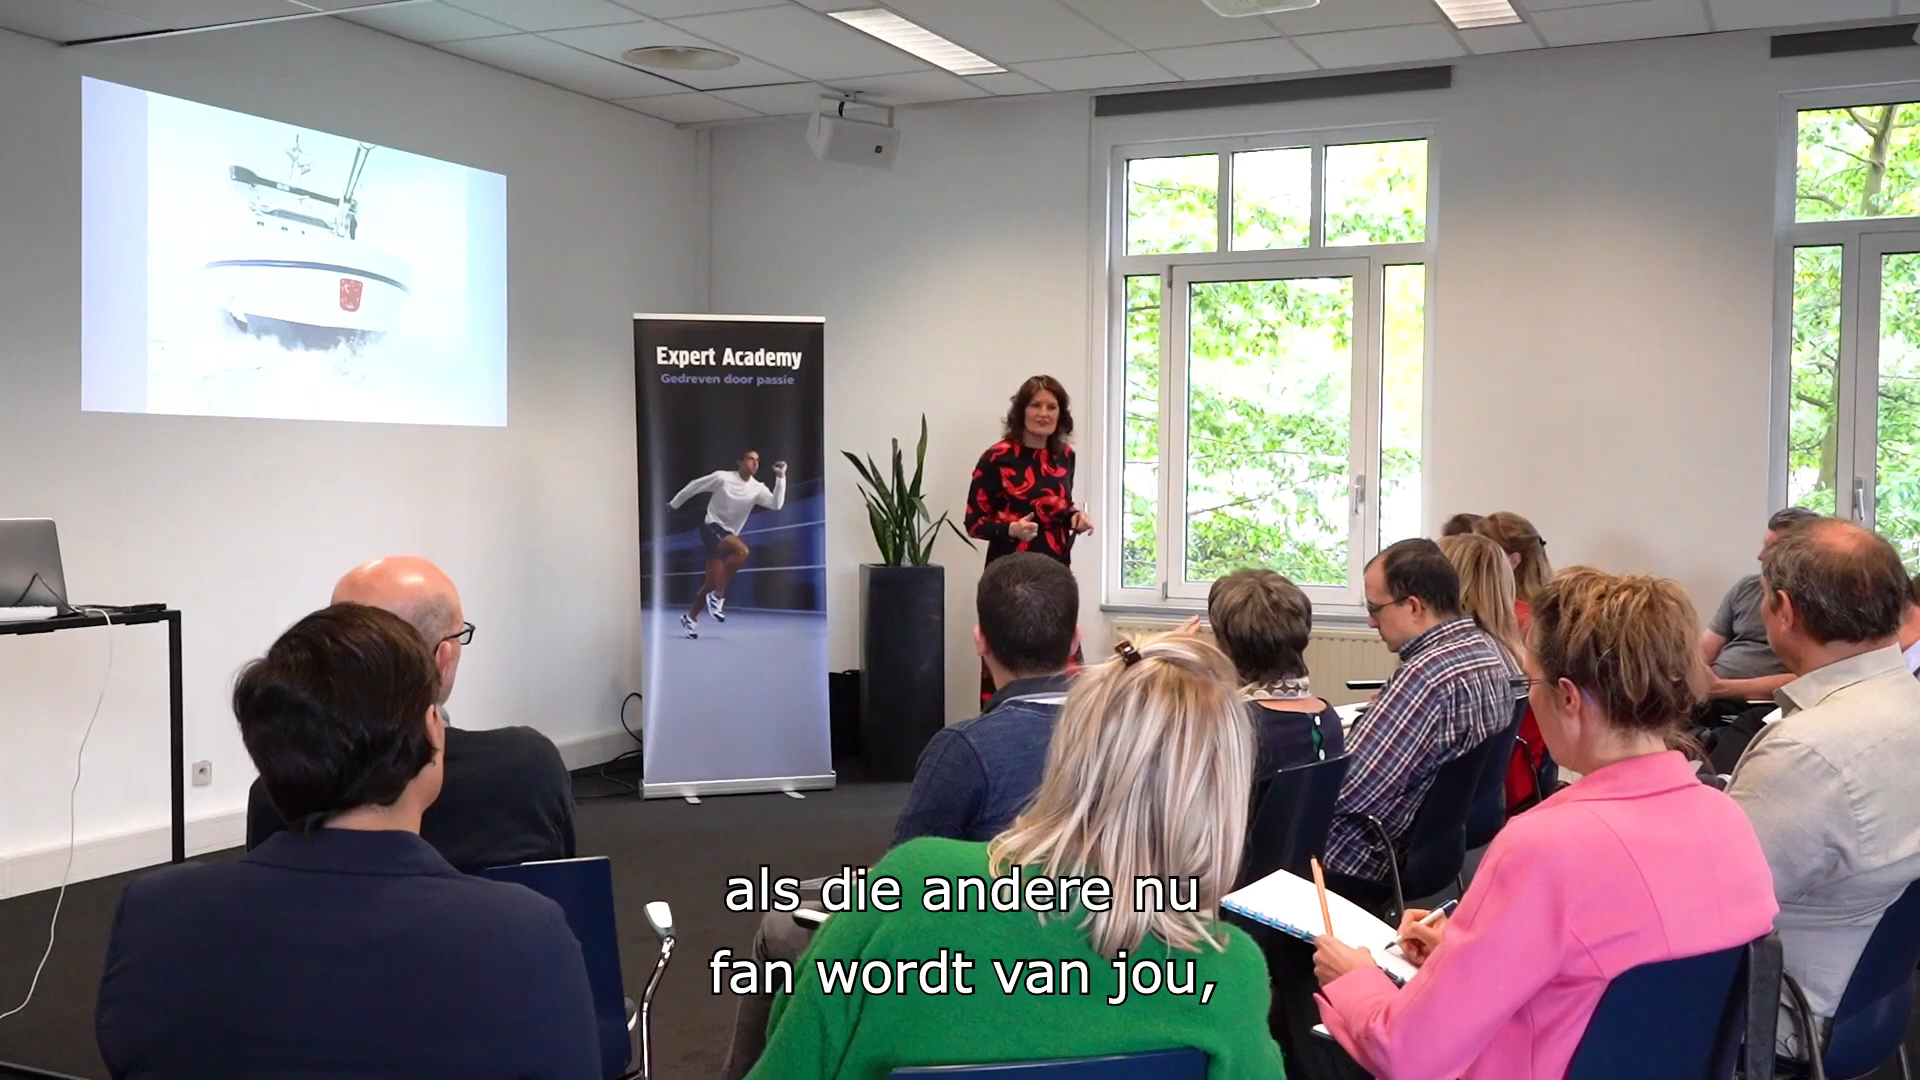 Expert Academy
Gedreven door passie
als die andere nu
fan wordt van jou,